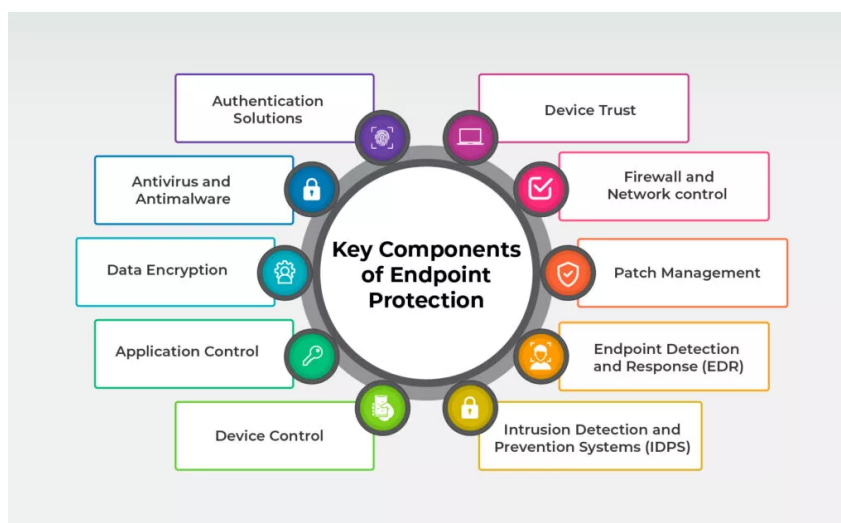 Key Components
of Endpoint
Protection
Authentication
Solutions
Antivirus and
Antimalware
Data Encryption
Application Control
Device Control
Device Trust
Firewall and
Network control
Patch Management
Endpoint Detection
and Response (EDR)
Intrusion Detection and
Prevention Systems (IDPS)